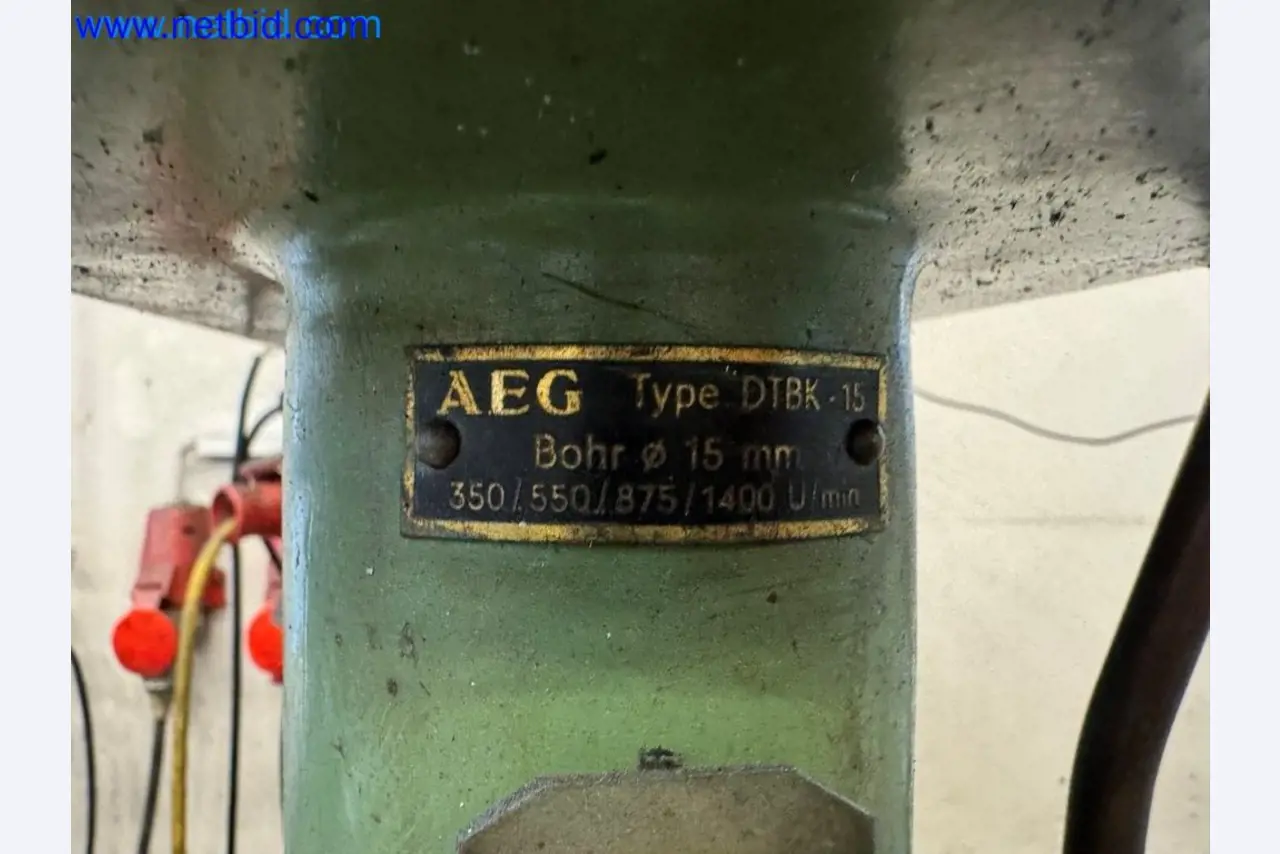 www.netbid.com
AEG Type DTBK-15
Bohr ø 15 mm
350/550/875/1400 U/min